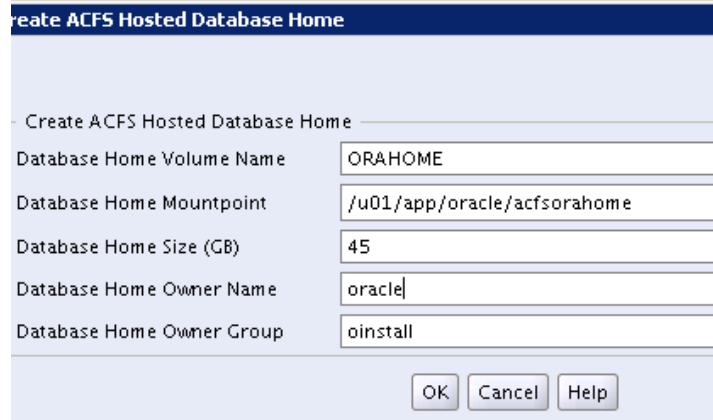 reate ACFS Hosted Database Home
Create ACFS Hosted Database Home
Database Home Volume Name ORAHOME
Database Home Mountpoint /u01/app/oracle/acfsorahome
Database Home Size (GB) 45
Database Home Owner Name oracle
Database Home Owner Group oinstall
OK Cancel Help